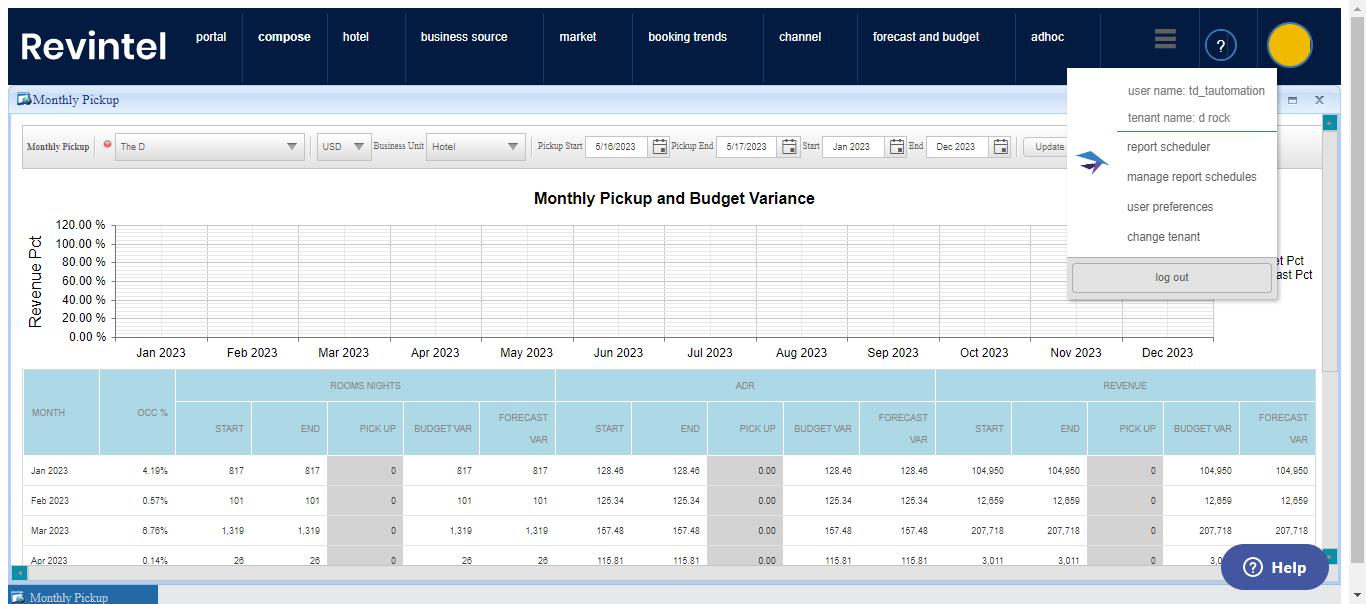 Revintel portal compose hotel business source market booking trends channel forecast and budget adhoc ?
user name: td_tautomation
tenant name: d rock
report scheduler
manage report schedules
user preferences
change tenant
log out
Monthly Pickup
Monthly Pickup The D USD Business Unit Hotel Pickup Start 5/16/2023 Pickup End 5/17/2023 Start Jan 2023 End Dec 2023 Update
Monthly Pickup and Budget Variance
Revenue Pct
120.00 %
100.00 %
80.00 %
60.00 %
40.00 %
20.00 %
0.00 %
et Pct
ast Pct
Jan 2023 Feb 2023 Mar 2023 Apr 2023 May 2023 Jun 2023 Jul 2023 Aug 2023 Sep 2023 Oct 2023 Nov 2023 Dec 2023
ROOMS NIGHTS ADR REVENUE
MONTH OCC % START END PICK UP BUDGET VAR FORECAST VAR START END PICK UP BUDGET VAR FORECAST VAR START END PICK UP BUDGET VAR FORECAST VAR
Jan 2023 4.19% 817 817 0 817 817 128.46 128.46 0.00 128.46 128.46 104,950 104,950 0 104,950 104,950
Feb 2023 0.57% 101 101 0 101 101 125.34 125.34 0.00 125.34 125.34 12,659 12,659 0 12,659 12,659
Mar 2023 6.76% 1,319 1,319 0 1,319 1,319 157.48 157.48 0.00 157.48 157.48 207,718 207,718 0 207,718 207,718
Apr 2023 0.14% 26 26 0 26 26 115.81 115.81 0.00 115.81 115.81 3,011 3,011 0
Help
Monthly Pickup